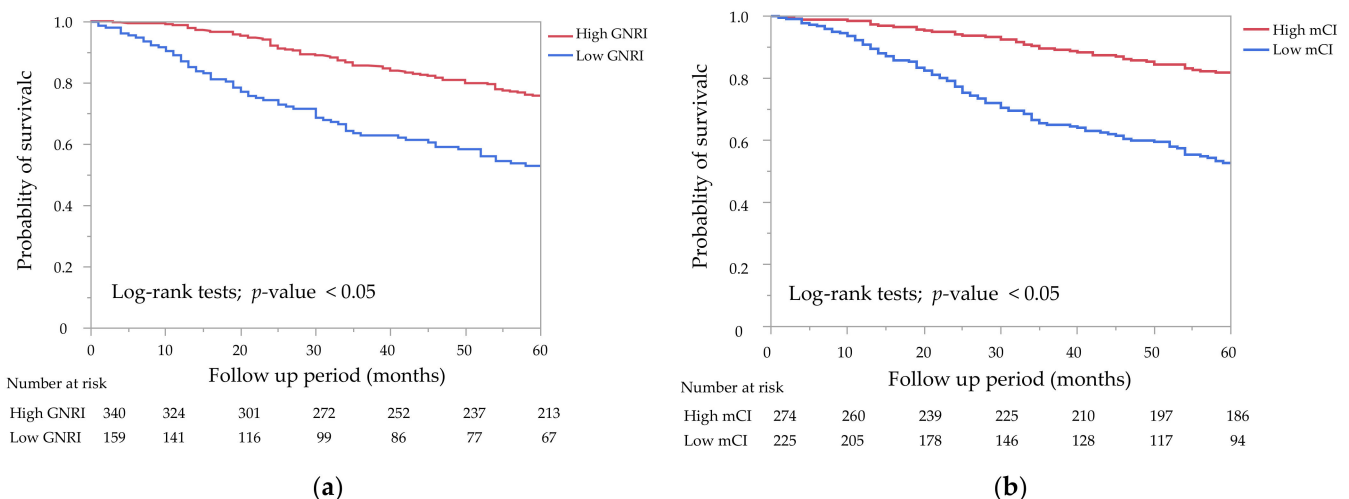 High GNRI
Low GNRI
Probablity of survivalc
1.0
0.8
0.6
0.4
0.2
0
Log-rank tests; p-value < 0.05
0 10 20 30 40 50 60
Follow up period (months)
Number at risk
High GNRI 340 324 301 272 252 237 213
Low GNRI 159 141 116 99 86 77 67
(a)
High mCI
Low mCI
Probablity of survivalc
1.0
0.8
0.6
0.4
0.2
0
Log-rank tests; p-value < 0.05
0 10 20 30 40 50 60
Follow up period (months)
Number at risk
High mCI 274 260 239 225 210 197 186
Low mCI 225 205 178 146 128 117 94
(b)